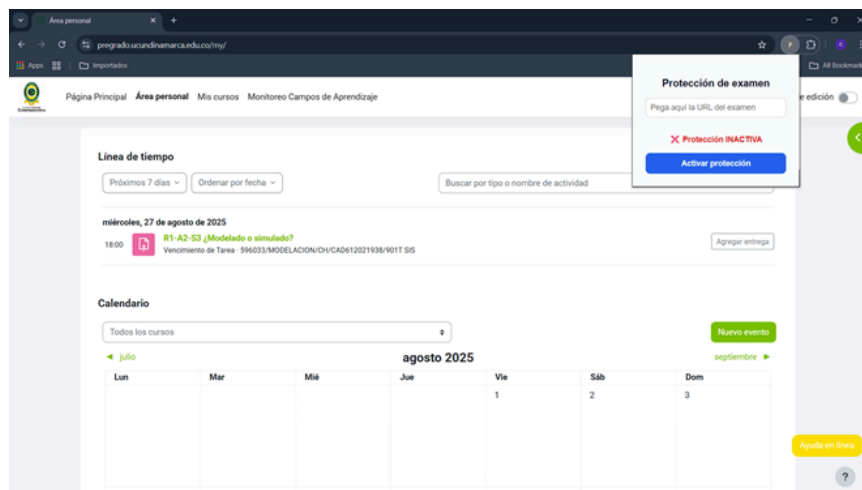 Área personal
pregrado.ucundinamarca.edu.co/my/
Apps
Importados
All Bookmark
Protección de examen
Pega aquí la URL del examen
❌ Protección INACTIVA
Activar protección
Página Principal Área personal Mis cursos Monitoreo Campos de Aprendizaje
e edición
Línea de tiempo
Próximos 7 días
Ordenar por fecha
Buscar por tipo o nombre de actividad
miércoles, 27 de agosto de 2025
18:00
R1-A2-S3 ¿Modelado o simulado?
Vencimiento de Tarea · 596033/MODELACION/CH/CAD612021938/901T SIS
Agregar entrega
Calendario
Todos los cursos
Nuevo evento
◄ julio
agosto 2025
septiembre ►
Lun Mar Mié Jue Vie Sáb Dom
1 2 3
Ayuda en línea
?